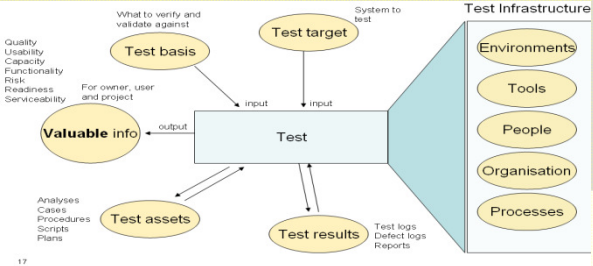 Test Infrastructure
What to verify and
validate against
System to
test
Quality
Usability
Capacity
Functionality
Risk
Readiness
Serviceability
Test basis
Test target
Environments
For owner, user
and project
input
input
Tools
Valuable info
output
Test
People
Organisation
Analyses
Cases
Procedures
Scripts
Plans
Test assets
Test results
Test logs
Defect logs
Reports
Processes
17